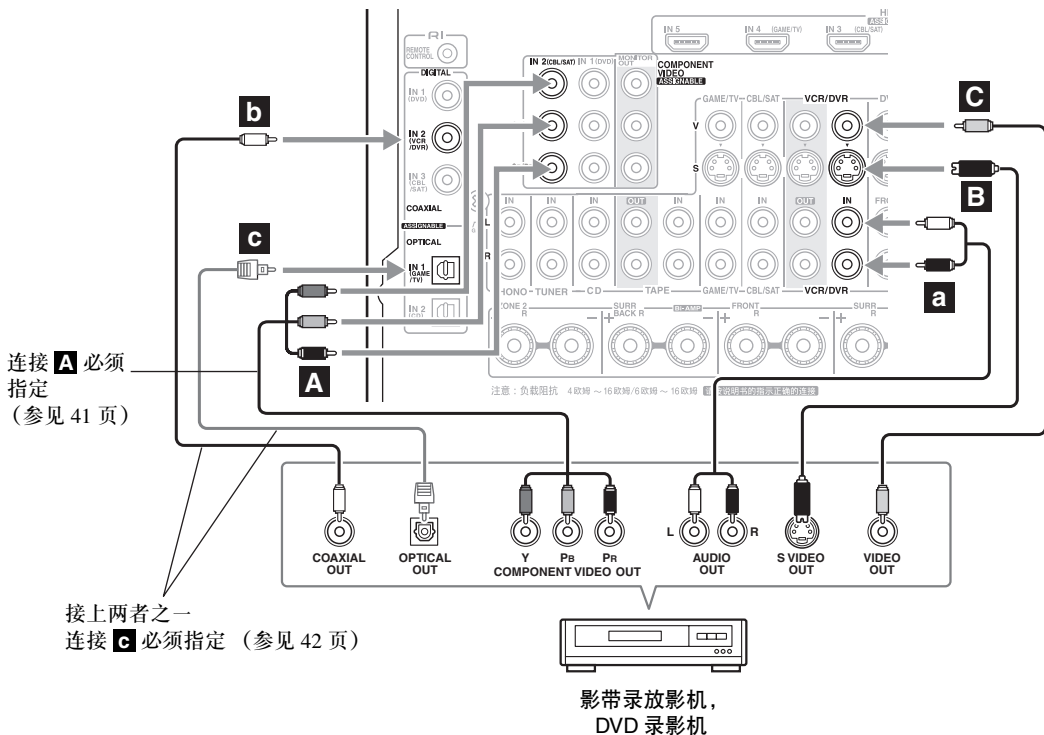 RI
REMOTE
CONTROL
DIGITAL
IN 1
(DVD)
IN 2
(VCR
/DVR)
IN 3
(CBL
/SAT)
COAXIAL
ASSIGNABLE
OPTICAL
IN 1
(GAME
/TV)
IN 2
(CD)
IN 2(CBL/SAT) IN 1(DVD) MONITOR
OUT
COMPONENT
VIDEO
ASSIGNABLE
IN 5
IN 4 (GAME/TV)
IN 3 (CBL/SAT)
GAME/TV CBL/SAT VCR/DVR
V
S
IN IN OUT IN IN IN OUT IN
L
R
TUNER CD TAPE GAME/TV CBL/SAT VCR/DVR
R SURR
BACK R Bi-AMP FRONT
R SURR
R
注意：负载阻抗 4欧姆～16欧姆/6欧姆～16欧姆
b
c
A
C
B
a
连接 A 必须
指定
（参见 41 页）
COAXIAL
OUT
OPTICAL
OUT
Y PB PR
COMPONENT VIDEO OUT
L R
AUDIO
OUT
S VIDEO
OUT
VIDEO
OUT
接上两者之一
连接 c 必须指定 （参见 42 页）
影带录放影机，
DVD 录影机